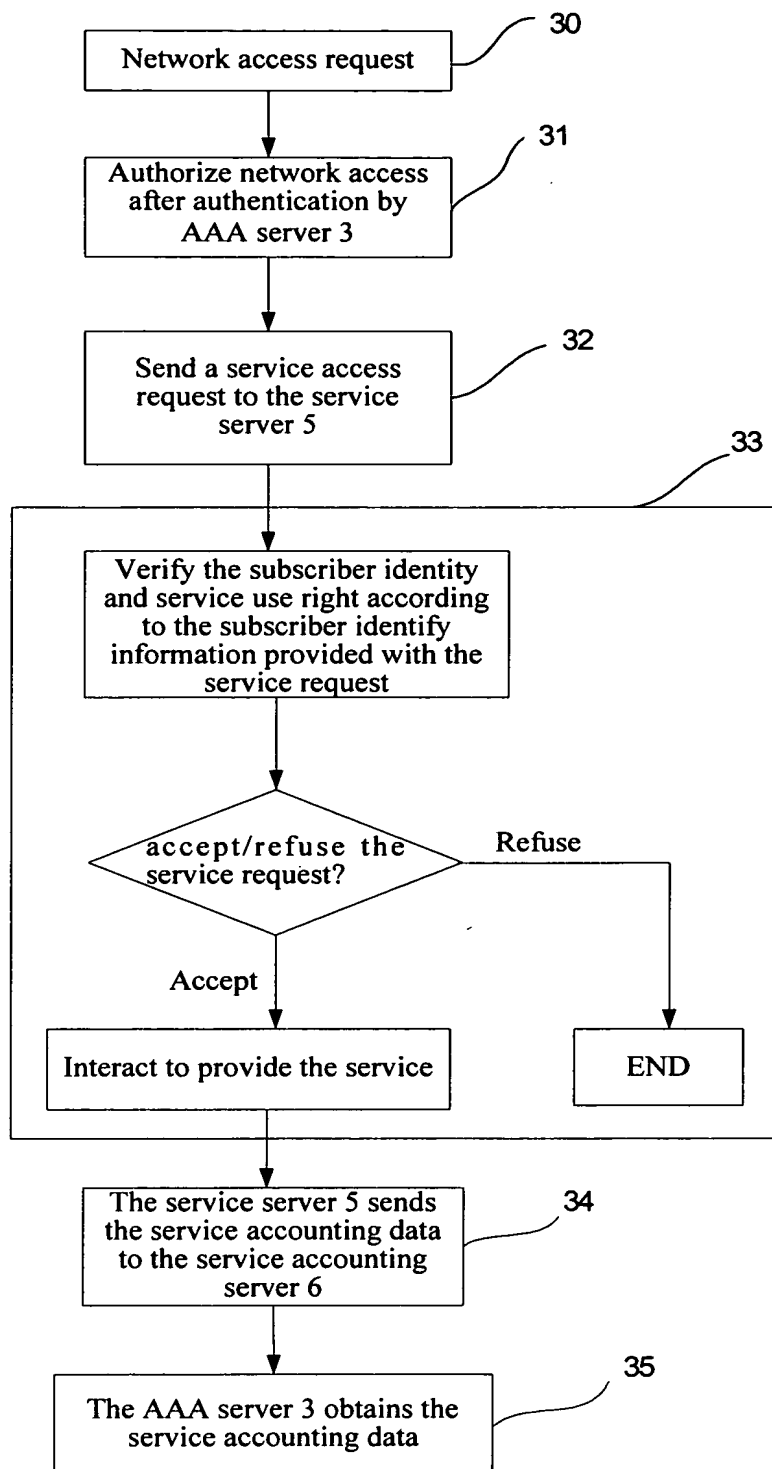 30
Network access request
31
Authorize network access
after authentication by
AAA server 3
32
Send a service access
request to the service
server 5
33
Verify the subscriber identity
and service use right according
to the subscriber identify
information provided with the
service request
accept/refuse the
service request?
Refuse
Accept
Interact to provide the service
END
The service server 5 sends
the service accounting data
to the service accounting
server 6
34
35
The AAA server 3 obtains the
service accounting data